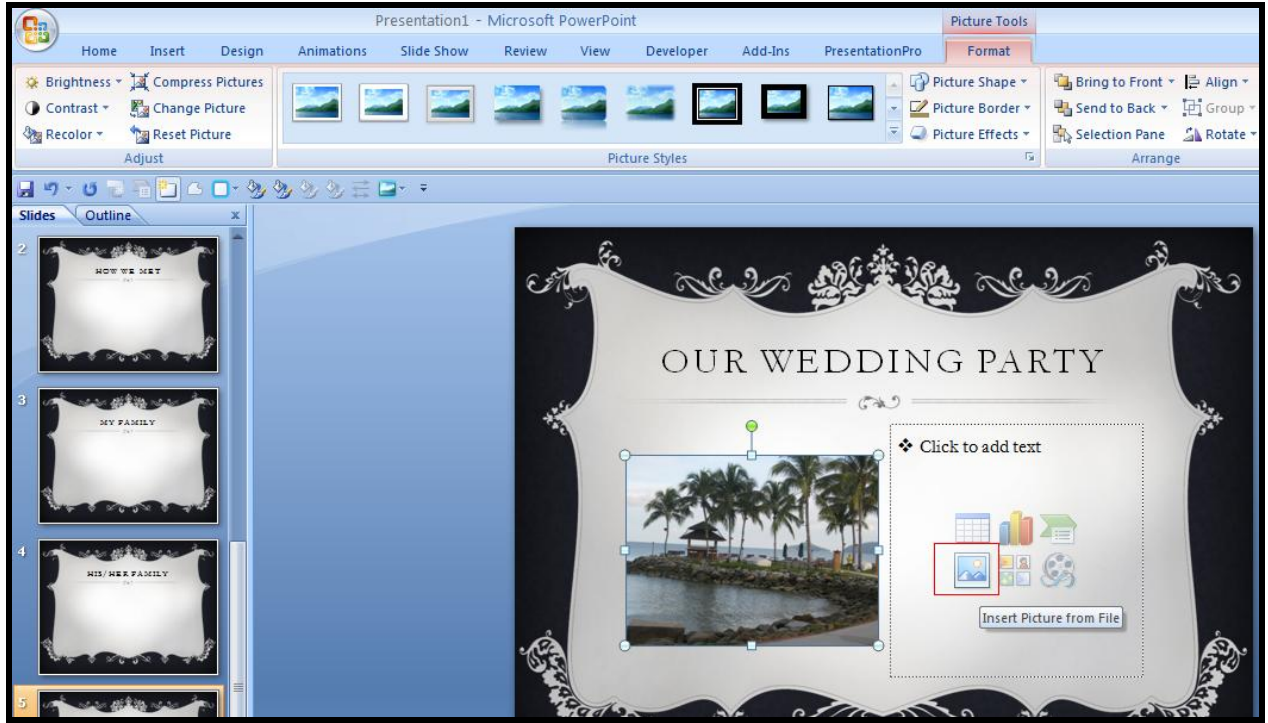 Presentation1 - Microsoft PowerPoint
Picture Tools
Home Insert Design Animations Slide Show Review View Developer Add-Ins PresentationPro Format
Brightness Compress Pictures
Contrast Change Picture
Recolor Reset Picture
Adjust
Picture Styles
Picture Shape
Picture Border
Picture Effects
Bring to Front Align
Send to Back Group
Selection Pane Rotate
Arrange
Slides Outline x
2
HOW WE MET
3
MY FAMILY
4
HIS/HER FAMILY
5
OUR WEDDING PARTY
Click to add text
Insert Picture from File